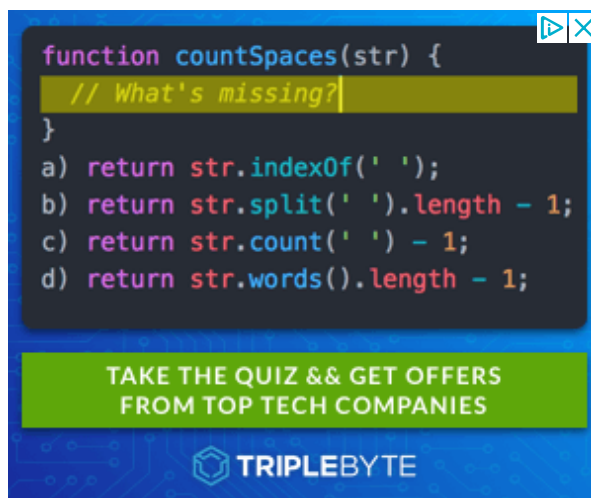 function countSpaces(str) {
// What's missing?
}
a) return str.indexOf(' ');
b) return str.split(' ').length - 1;
c) return str.count(' ') - 1;
d) return str.words().length - 1;
TAKE THE QUIZ && GET OFFERS
FROM TOP TECH COMPANIES
TRIPLEBYTE